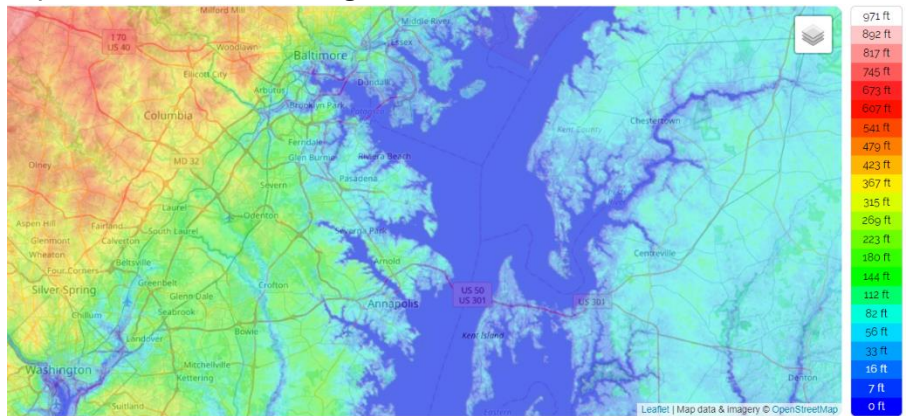 Milford Mill
Middle River
I 70
US 40
Woodlawn
Essex
Baltimore
Ellicott City
Dundalk
Arbutus
Brooklyn Park
Columbia
Chestertown
Kent County
Ferndale
Glen Burnie
Riviera Beach
Olney
MD 32
Pasadena
Severn
Laurel
Odenton
Aspen Hill
Fairland
South Laurel
Severna Park
Glenmont
Calverton
Wheaton
Beltsville
Arnold
Centreville
Four Corners
Greenbelt
Crofton
Silver Spring
Glenn Dale
US 50
US 301
US 301
Annapolis
Seabrook
Chillum
Bowie
Landover
Kent Island
Mitchellville
Washington
Kettering
Denton
Suitland
Leaflet | Map data & Imagery © OpenStreetMap
971 ft
892 ft
817 ft
745 ft
673 ft
607 ft
541 ft
479 ft
423 ft
367 ft
315 ft
269 ft
223 ft
180 ft
144 ft
112 ft
82 ft
56 ft
33 ft
16 ft
7 ft
0 ft